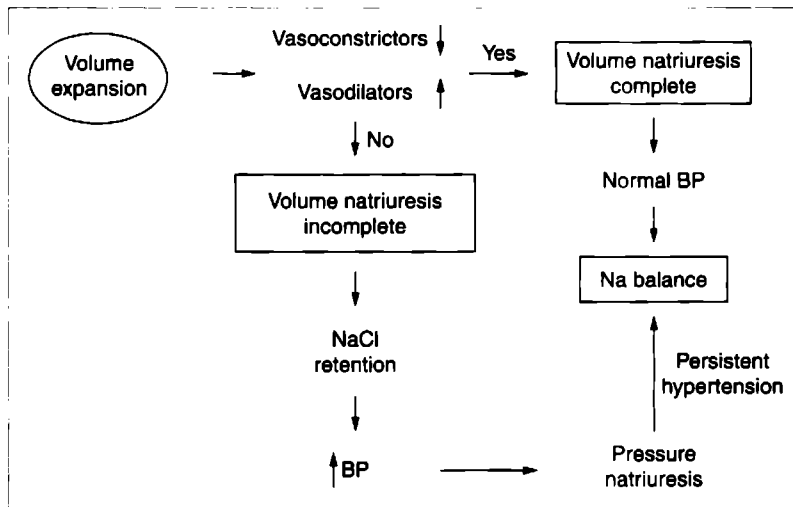 Volume
expansion
Vasoconstrictors
Vasodilators
Yes
Volume natriuresis
complete
No
Volume natriuresis
incomplete
Normal BP
Na balance
NaCl
retention
Persistent
hypertension
BP
Pressure
natriuresis